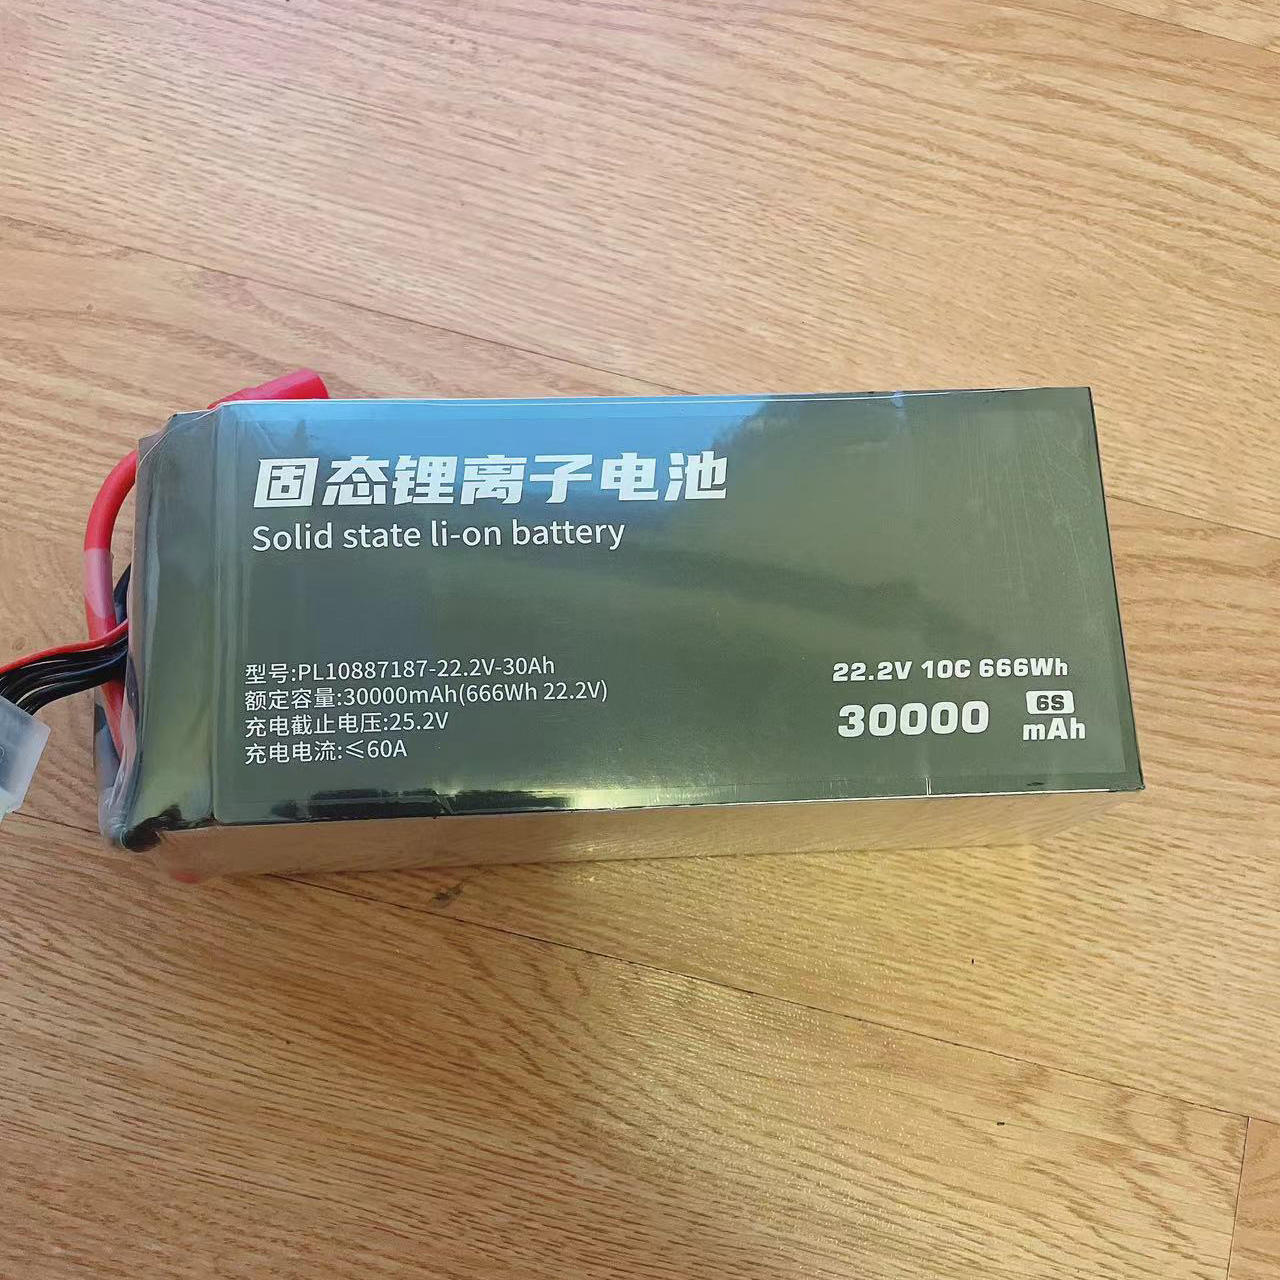 固态锂离子电池
Solid state li-on battery
型号:PL10887187-22.2V-30Ah
额定容量:30000mAh(666Wh 22.2V)
充电截止电压:25.2V
充电电流:≤60A
22.2V 10C 666Wh
30000 6S mAh